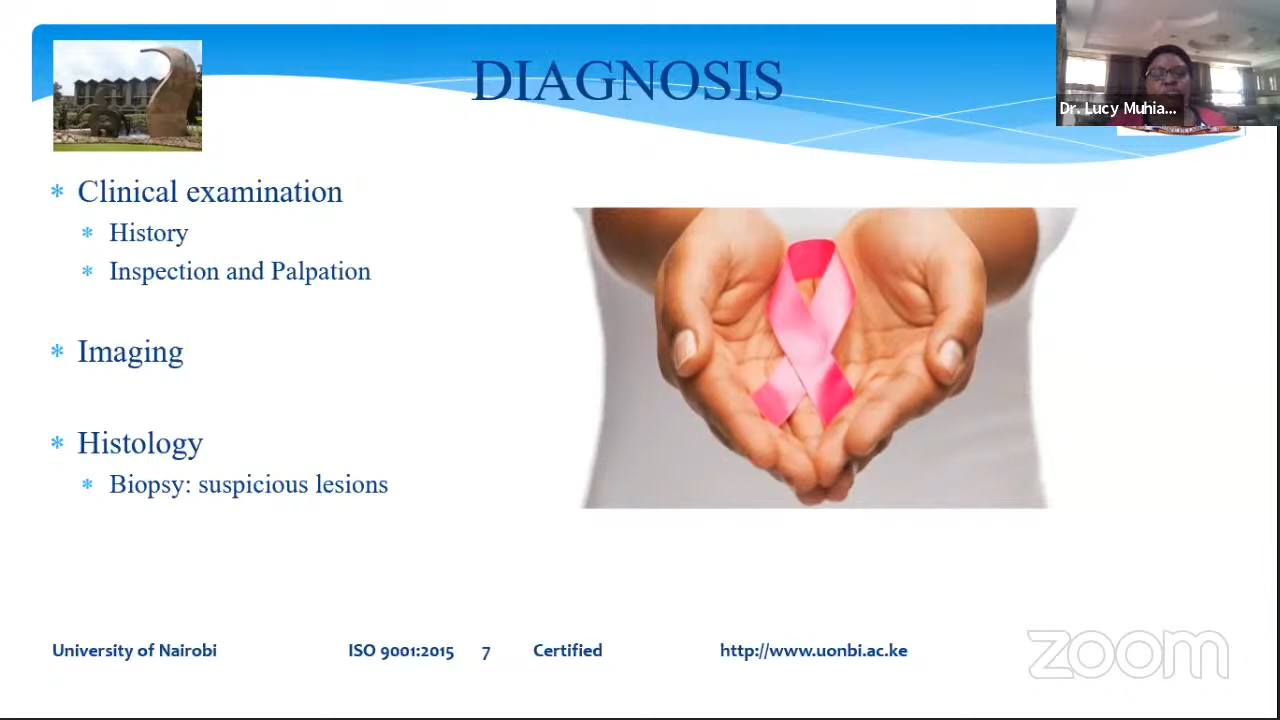 DIAGNOSIS
Dr. Lucy Muhia...
* Clinical examination
* History
* Inspection and Palpation
* Imaging
* Histology
* Biopsy: suspicious lesions
University of Nairobi ISO 9001:2015 7 Certified http://www.uonbi.ac.ke
zoom